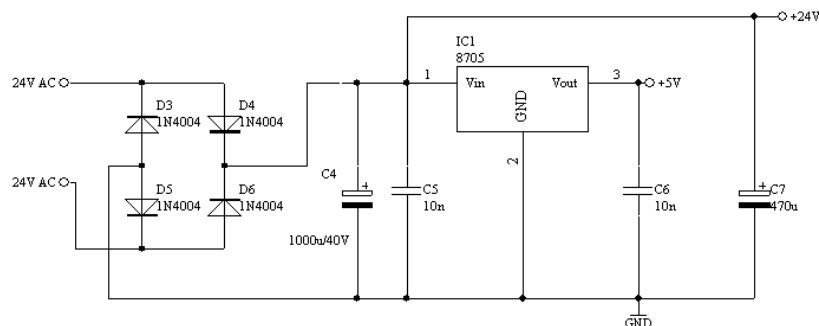 +24V
IC1
8705
24V AC
1
Vin
Vout
3
+5V
GND
D3
1N4004
D4
1N4004
2
24V AC
D5
1N4004
D6
1N4004
C4
+
1000u/40V
C5
10n
C6
10n
+
C7
470u
GND